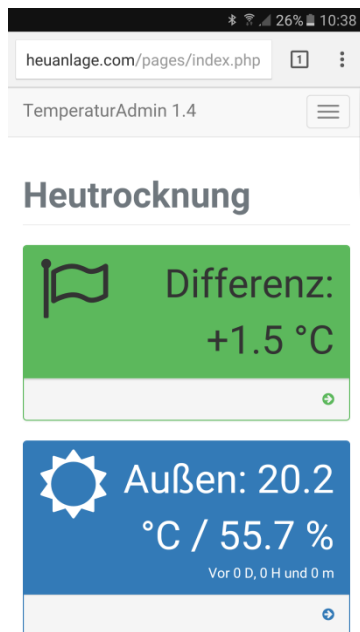 26% 10:38
heuanlage.com/pages/index.php 1
TemperaturAdmin 1.4
Heutrocknung
Differenz:
+1.5 °C
Außen: 20.2
°C / 55.7 %
Vor 0 D, 0 H und 0 m